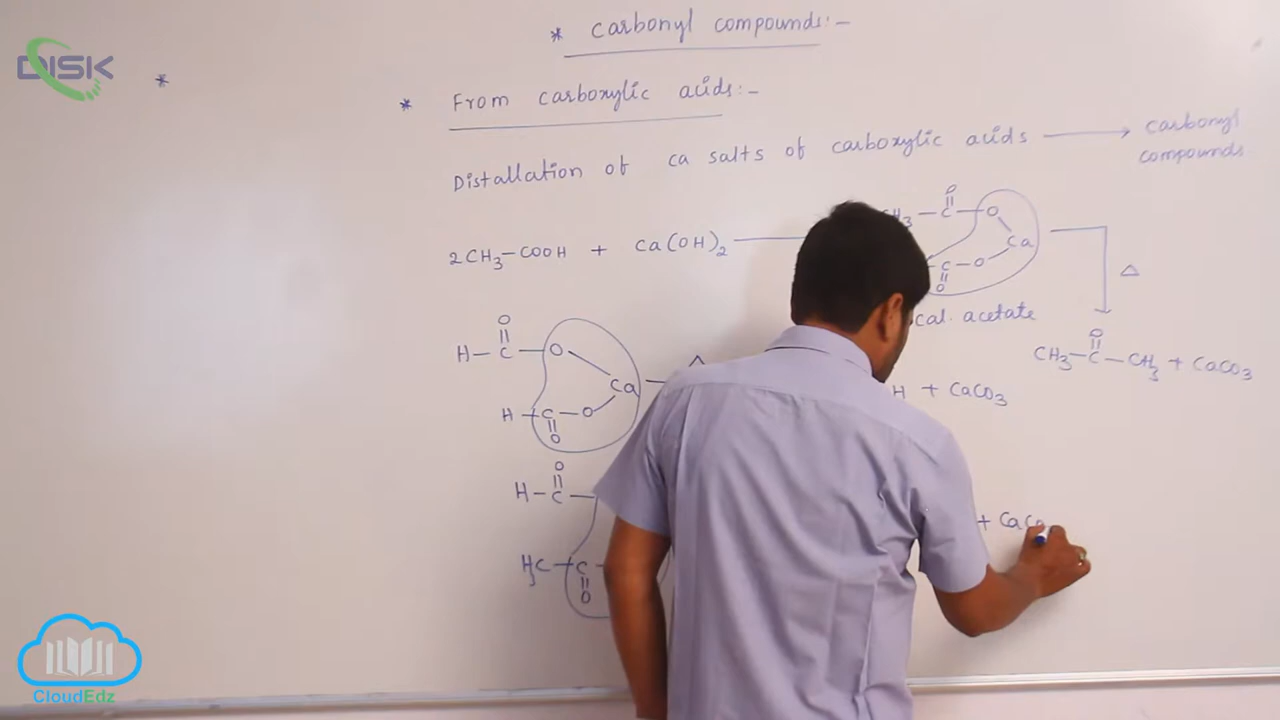 DISK
* carbonyl compounds:-
*
* From carboxylic acids:-
Distallation of ca salts of carboxylic acids ⟶ carbonyl compounds
2CH3-COOH + Ca(OH)2
CH3-C-O
O
Ca
C-O
O
cal. acetate
△
O
CH3-C-CH3 + CaCO3
O
H-C-O
Ca
H-C-O
O
H + CaCO3
O
H-C-
H3C-C-
O
+ CaCo
CloudEdz